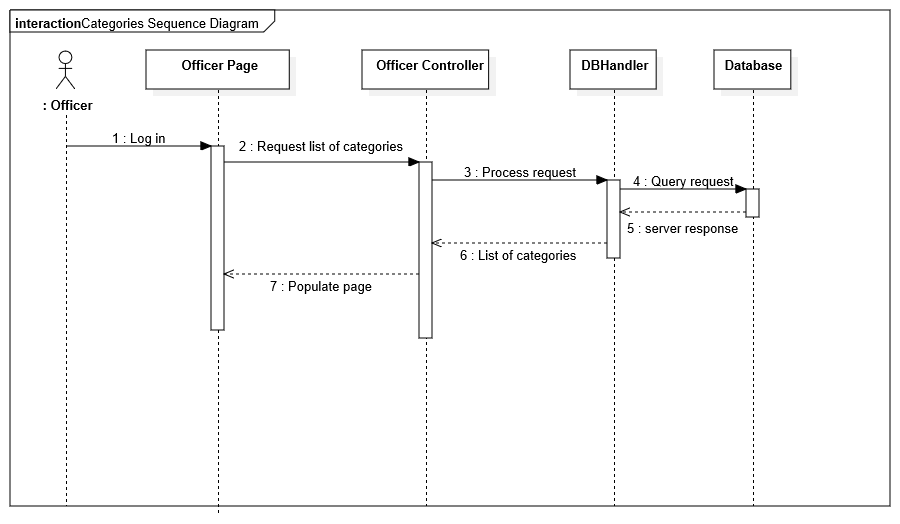 interactionCategories Sequence Diagram
Officer Page
Officer Controller
DBHandler
Database
: Officer
1 : Log in
2 : Request list of categories
3 : Process request
4 : Query request
5 : server response
6 : List of categories
7 : Populate page